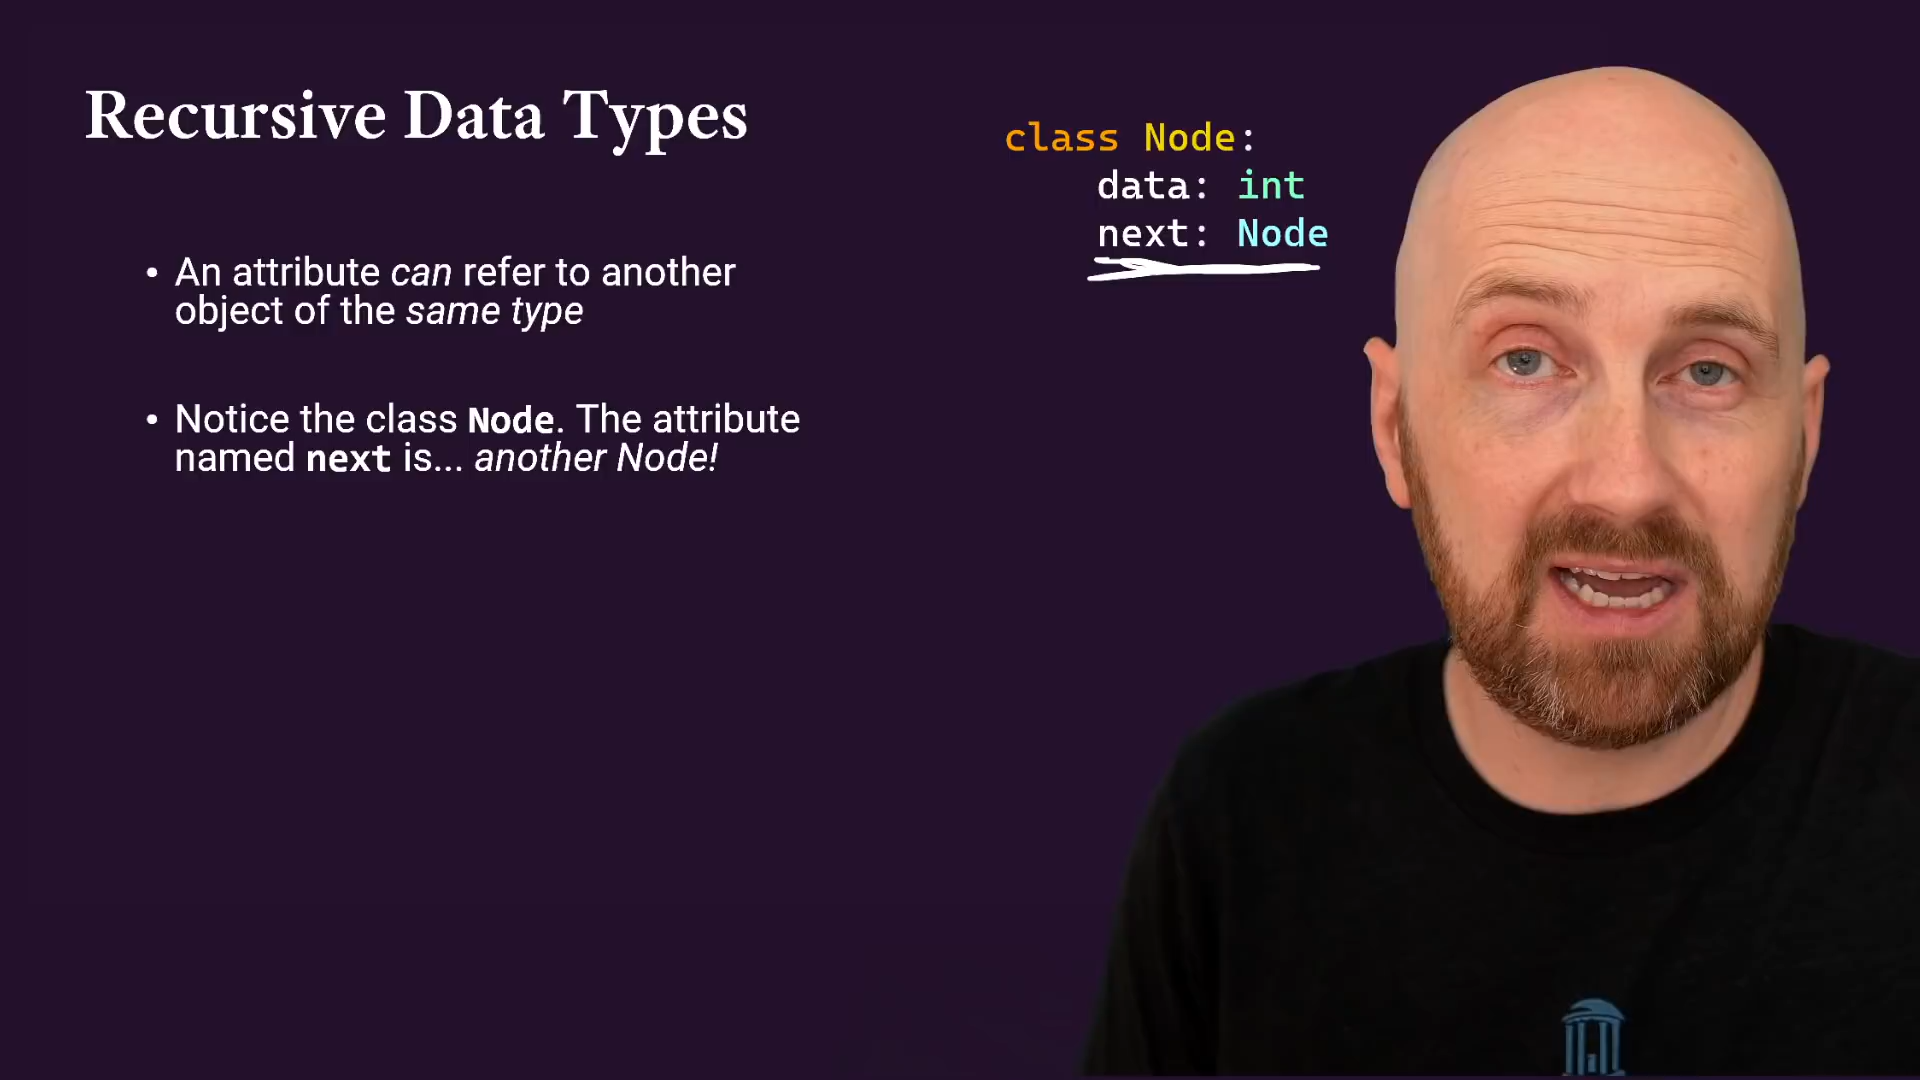 Recursive Data Types
• An attribute can refer to another
object of the same type
• Notice the class Node. The attribute
named next is... another Node!
class Node:
data: int
next: Node